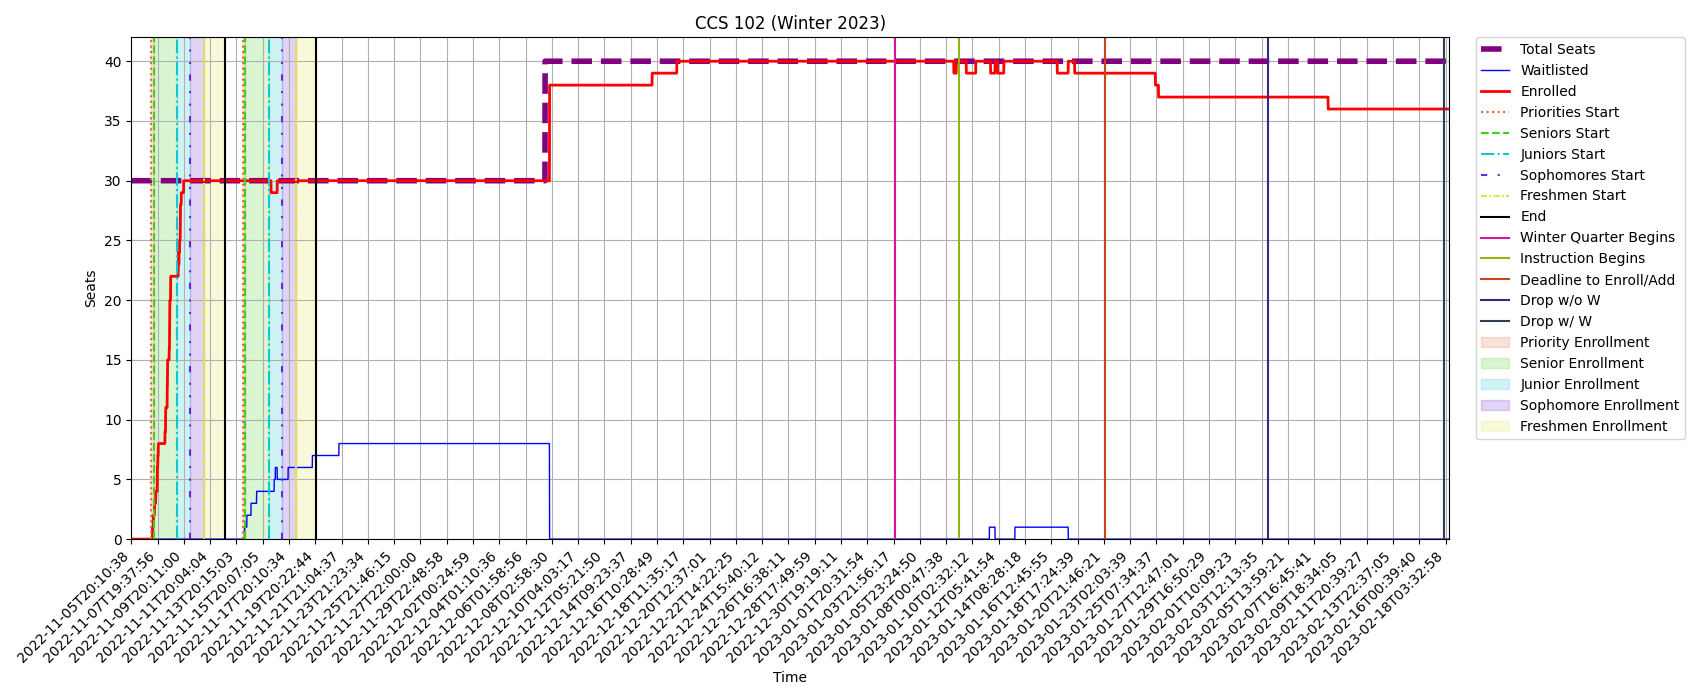 CCS 102 (Winter 2023)
Seats
40
35
30
25
20
15
10
5
0
2022-11-05T20:10:38
2022-11-07T19:37:56
2022-11-09T20:11:00
2022-11-11T20:04:04
2022-11-13T20:15:03
2022-11-15T20:07:05
2022-11-17T20:10:34
2022-11-19T20:22:44
2022-11-21T21:04:37
2022-11-23T21:23:34
2022-11-25T21:46:15
2022-11-27T22:00:00
2022-11-29T22:48:58
2022-12-02T00:24:59
2022-12-04T01:10:36
2022-12-06T01:58:56
2022-12-08T02:58:30
2022-12-10T04:03:17
2022-12-12T05:21:50
2022-12-14T09:23:37
2022-12-16T10:28:49
2022-12-18T11:35:17
2022-12-20T12:37:01
2022-12-22T14:22:25
2022-12-24T15:40:12
2022-12-26T16:38:11
2022-12-28T17:49:59
2022-12-30T19:19:11
2023-01-01T20:31:54
2023-01-03T21:56:17
2023-01-05T23:24:50
2023-01-08T00:47:38
2023-01-10T02:32:12
2023-01-12T05:41:54
2023-01-14T08:28:18
2023-01-16T12:45:55
2023-01-18T17:24:39
2023-01-20T21:46:21
2023-01-23T02:03:39
2023-01-25T07:34:37
2023-01-27T12:47:01
2023-01-29T16:50:29
2023-02-01T10:09:23
2023-02-03T12:13:35
2023-02-05T13:59:21
2023-02-07T16:45:41
2023-02-09T18:34:05
2023-02-11T20:39:27
2023-02-13T22:37:05
2023-02-16T00:39:40
2023-02-18T03:32:58
Time
Total Seats
Waitlisted
Enrolled
Priorities Start
Seniors Start
Juniors Start
Sophomores Start
Freshmen Start
End
Winter Quarter Begins
Instruction Begins
Deadline to Enroll/Add
Drop w/o W
Drop w/ W
Priority Enrollment
Senior Enrollment
Junior Enrollment
Sophomore Enrollment
Freshmen Enrollment